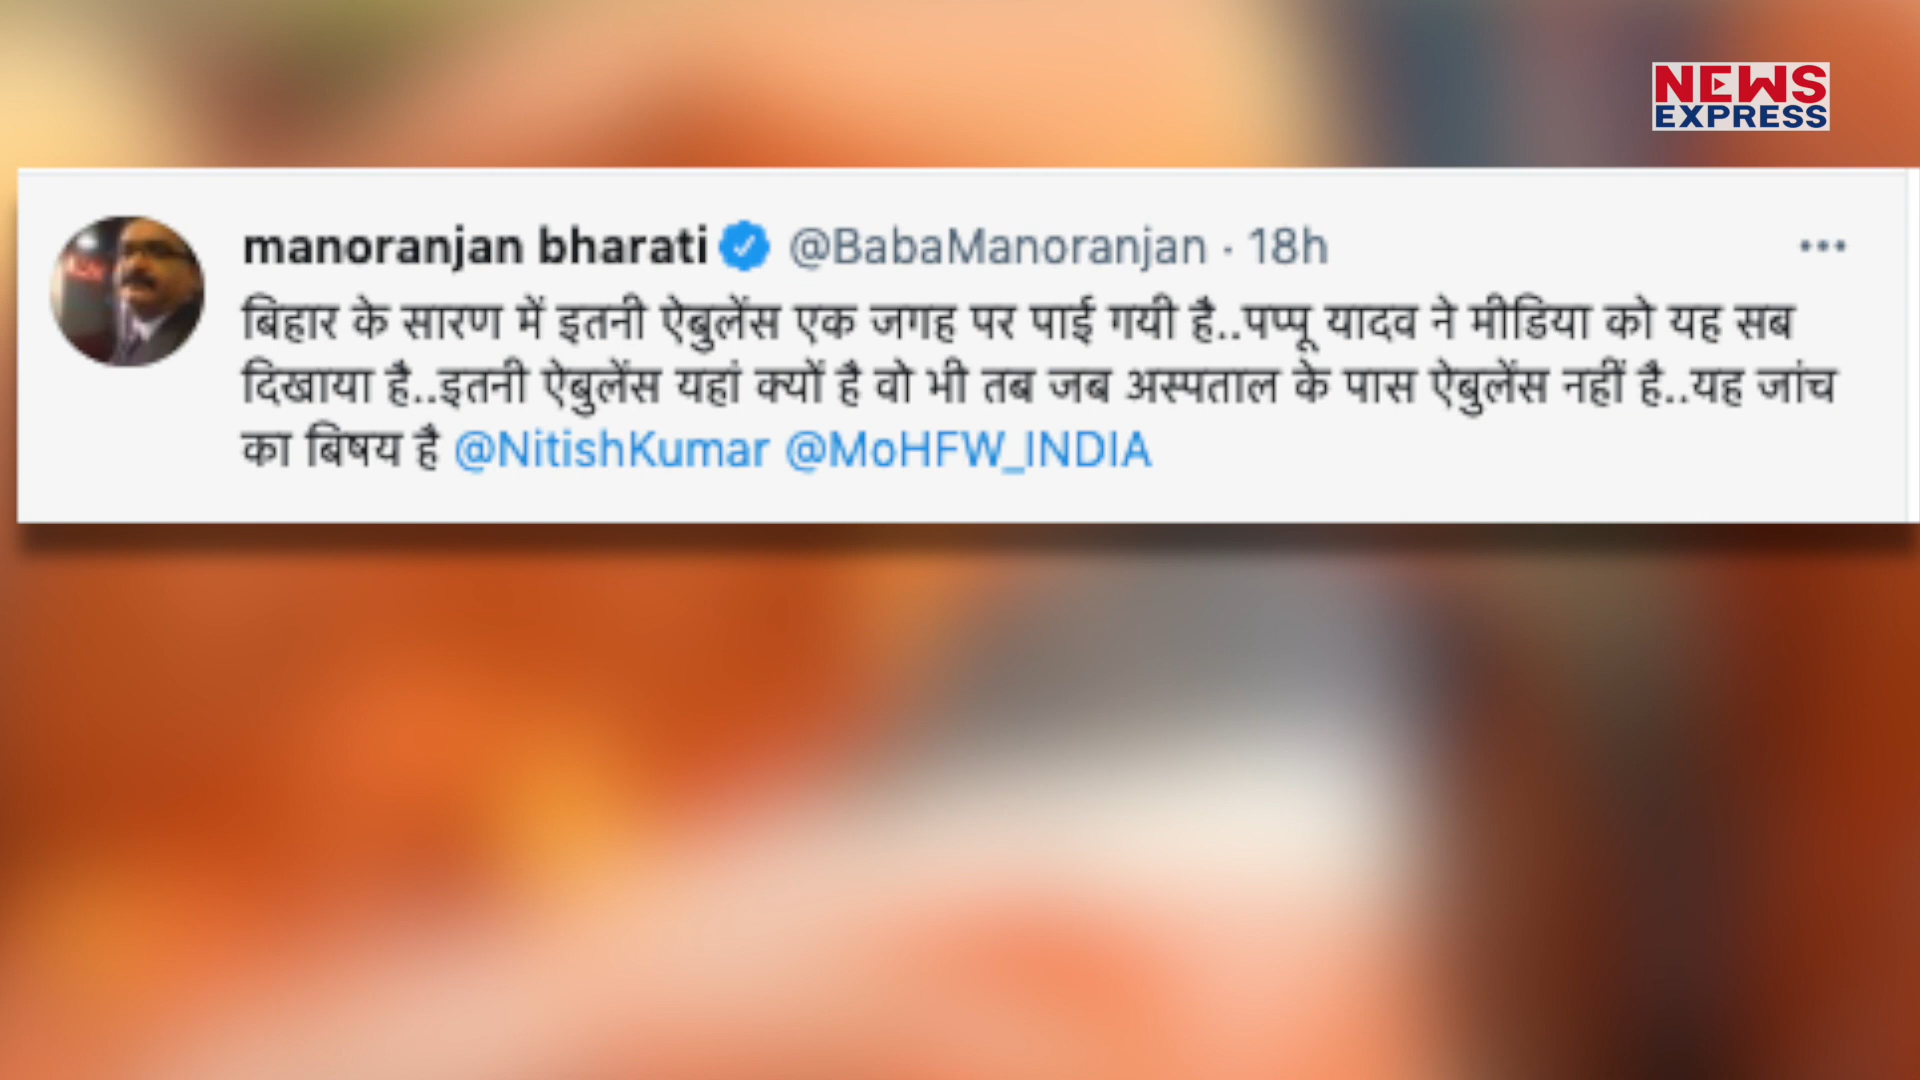 NEWS
EXPRESS
manoranjan bharati @BabaManoranjan · 18h
बिहार के सारण में इतनी ऐबुलेंस एक जगह पर पाई गयी है..पप्पू यादव ने मीडिया को यह सब
दिखाया है..इतनी ऐबुलेंस यहां क्यों है वो भी तब जब अस्पताल के पास ऐबुलेंस नहीं है..यह जांच
का बिषय है @NitishKumar @MoHFW_INDIA